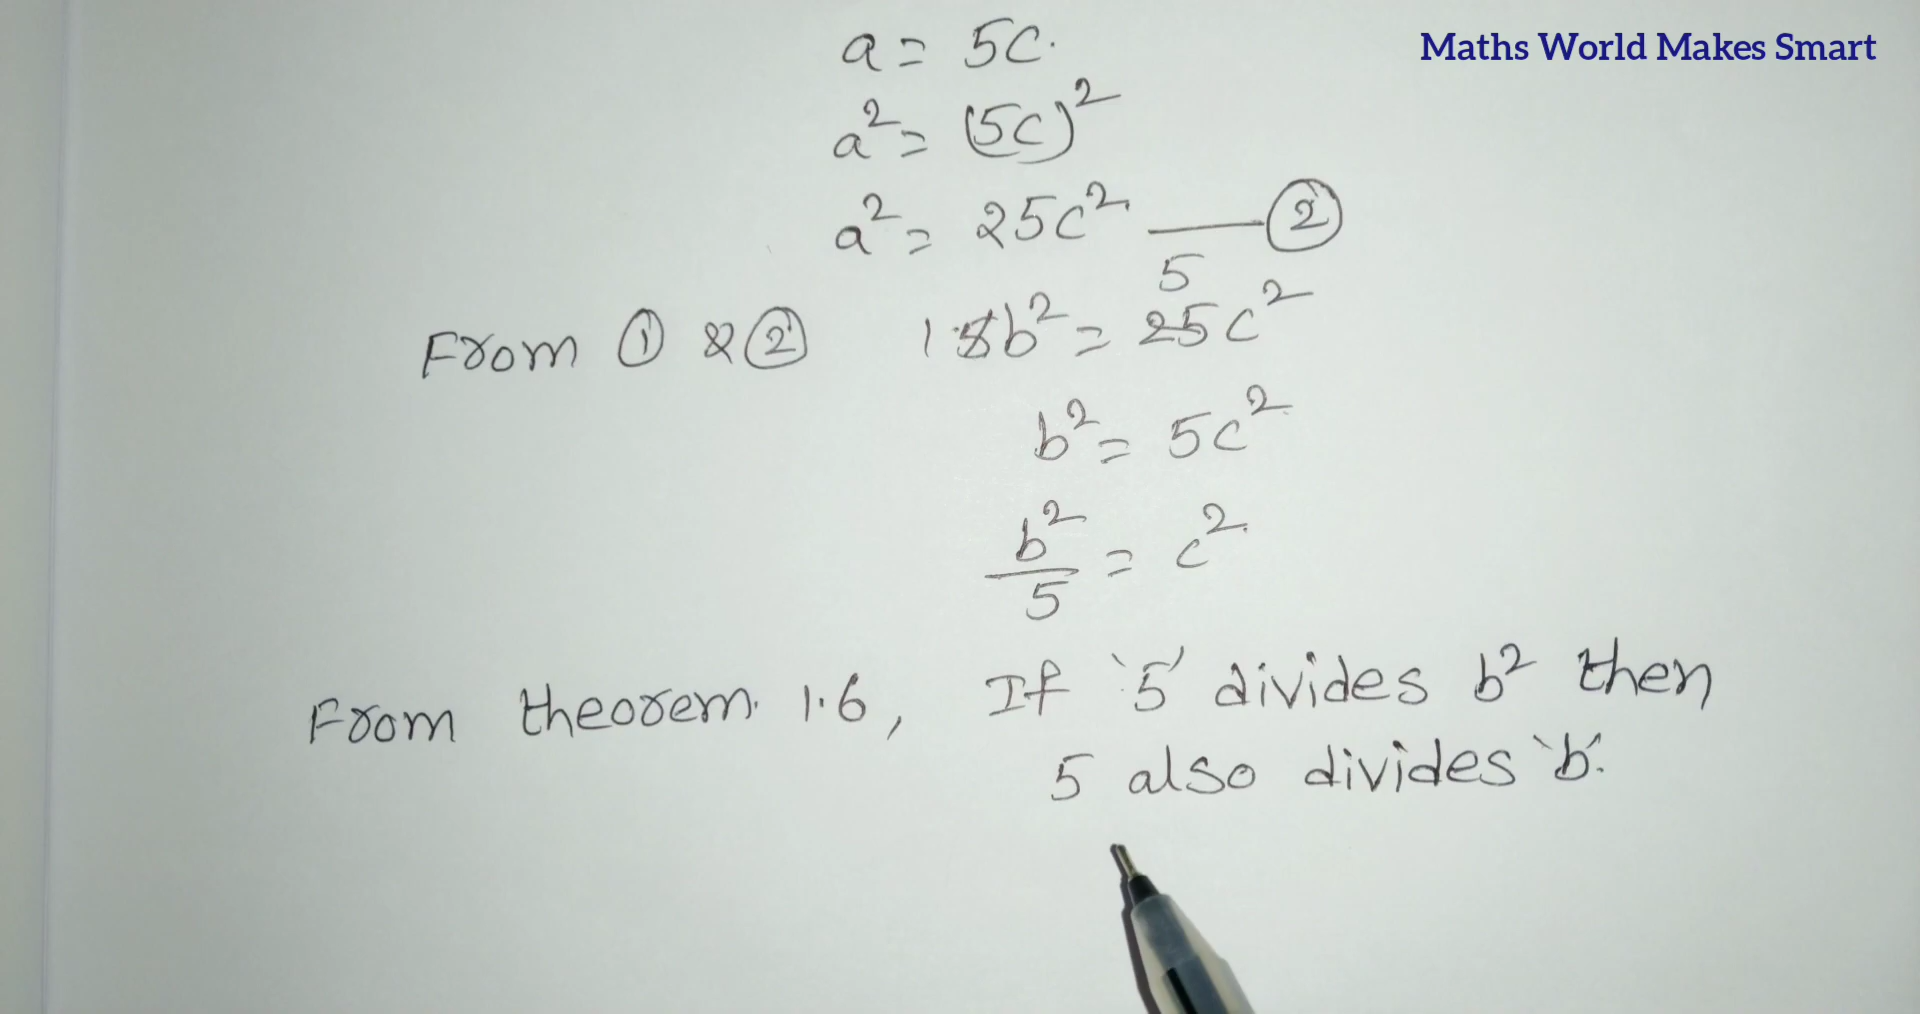 Maths World Makes Smart
a = 5c.
a² = (5c)²
a² = 25c² —— ②
5
From ① & ② 1 5b² = 25c²
b² = 5c²
b²/5 = c²
From theorem 1.6, If '5' divides b² then
5 also divides 'b'.